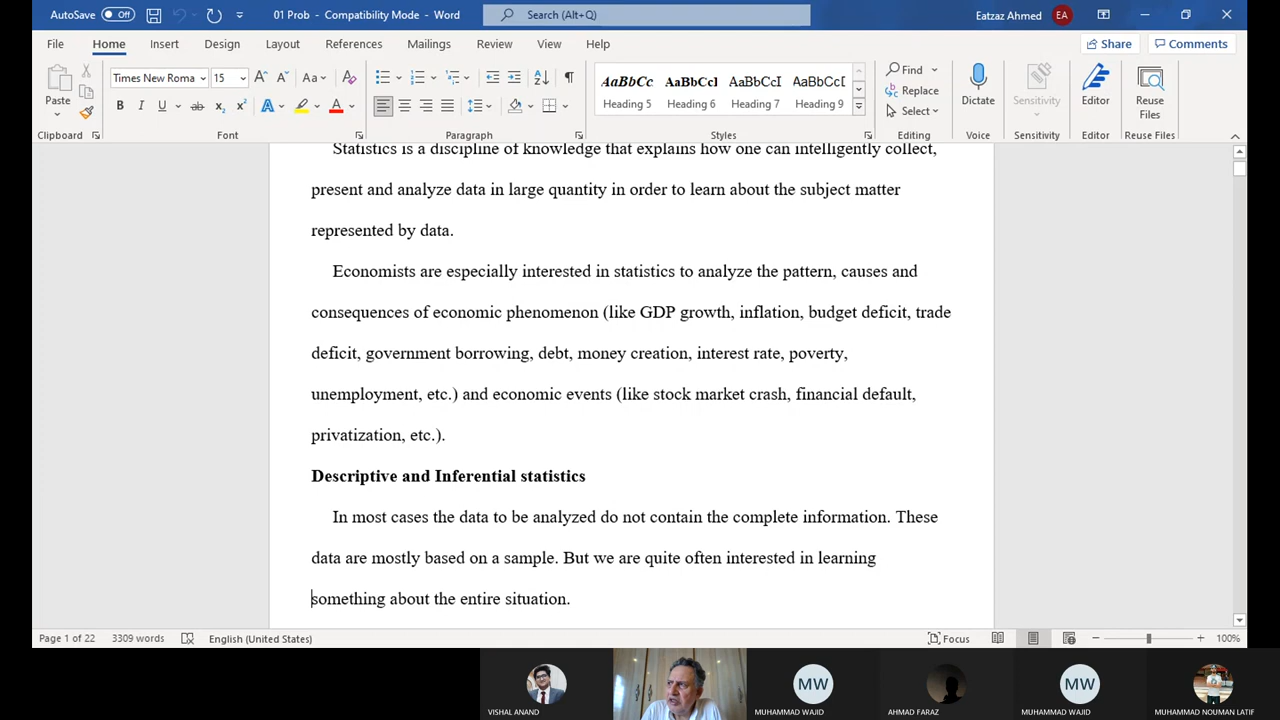 AutoSave Off 01 Prob - Compatibility Mode - Word Search (Alt+Q) Eatzaz Ahmed EA
File Home Insert Design Layout References Mailings Review View Help Share Comments
Times New Roma 15 Aa AaBbCc AaBbCcI AaBbCcI AaBbCcI Find
Paste Heading 5 Heading 6 Heading 7 Heading 9 Replace Dictate Sensitivity Editor Reuse Files
B I U ab x₂ x² A A Select
Clipboard Font Paragraph Styles Editing Voice Sensitivity Editor Reuse Files
Statistics is a discipline of knowledge that explains how one can intelligently collect,
present and analyze data in large quantity in order to learn about the subject matter
represented by data.
Economists are especially interested in statistics to analyze the pattern, causes and
consequences of economic phenomenon (like GDP growth, inflation, budget deficit, trade
deficit, government borrowing, debt, money creation, interest rate, poverty,
unemployment, etc.) and economic events (like stock market crash, financial default,
privatization, etc.).
Descriptive and Inferential statistics
In most cases the data to be analyzed do not contain the complete information. These
data are mostly based on a sample. But we are quite often interested in learning
something about the entire situation.
Page 1 of 22 3309 words English (United States) Focus 100%
MW MW
VISHAL ANAND MUHAMMAD WAJID AHMAD FARAZ MUHAMMAD WAJID MUHAMMAD NOUMAN LATIF